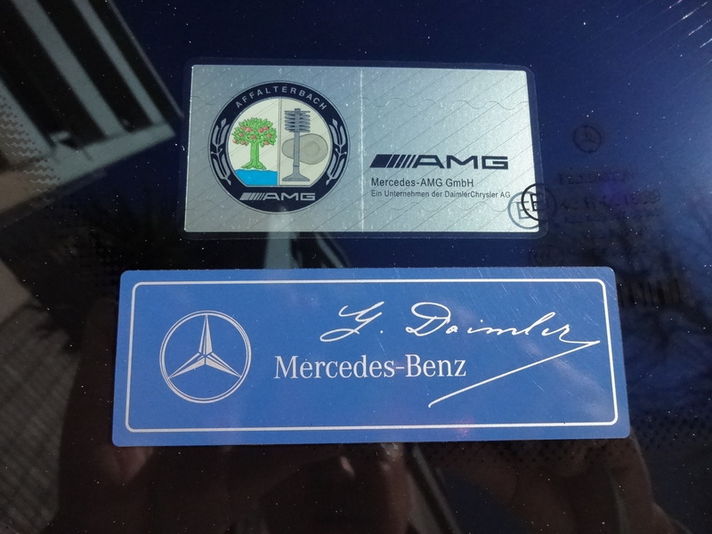 AFFALTERBACH
AMG
AMG
Mercedes-AMG GmbH
Ein Unternehmen der DaimlerChrysler AG
E
G. Daimler
Mercedes-Benz